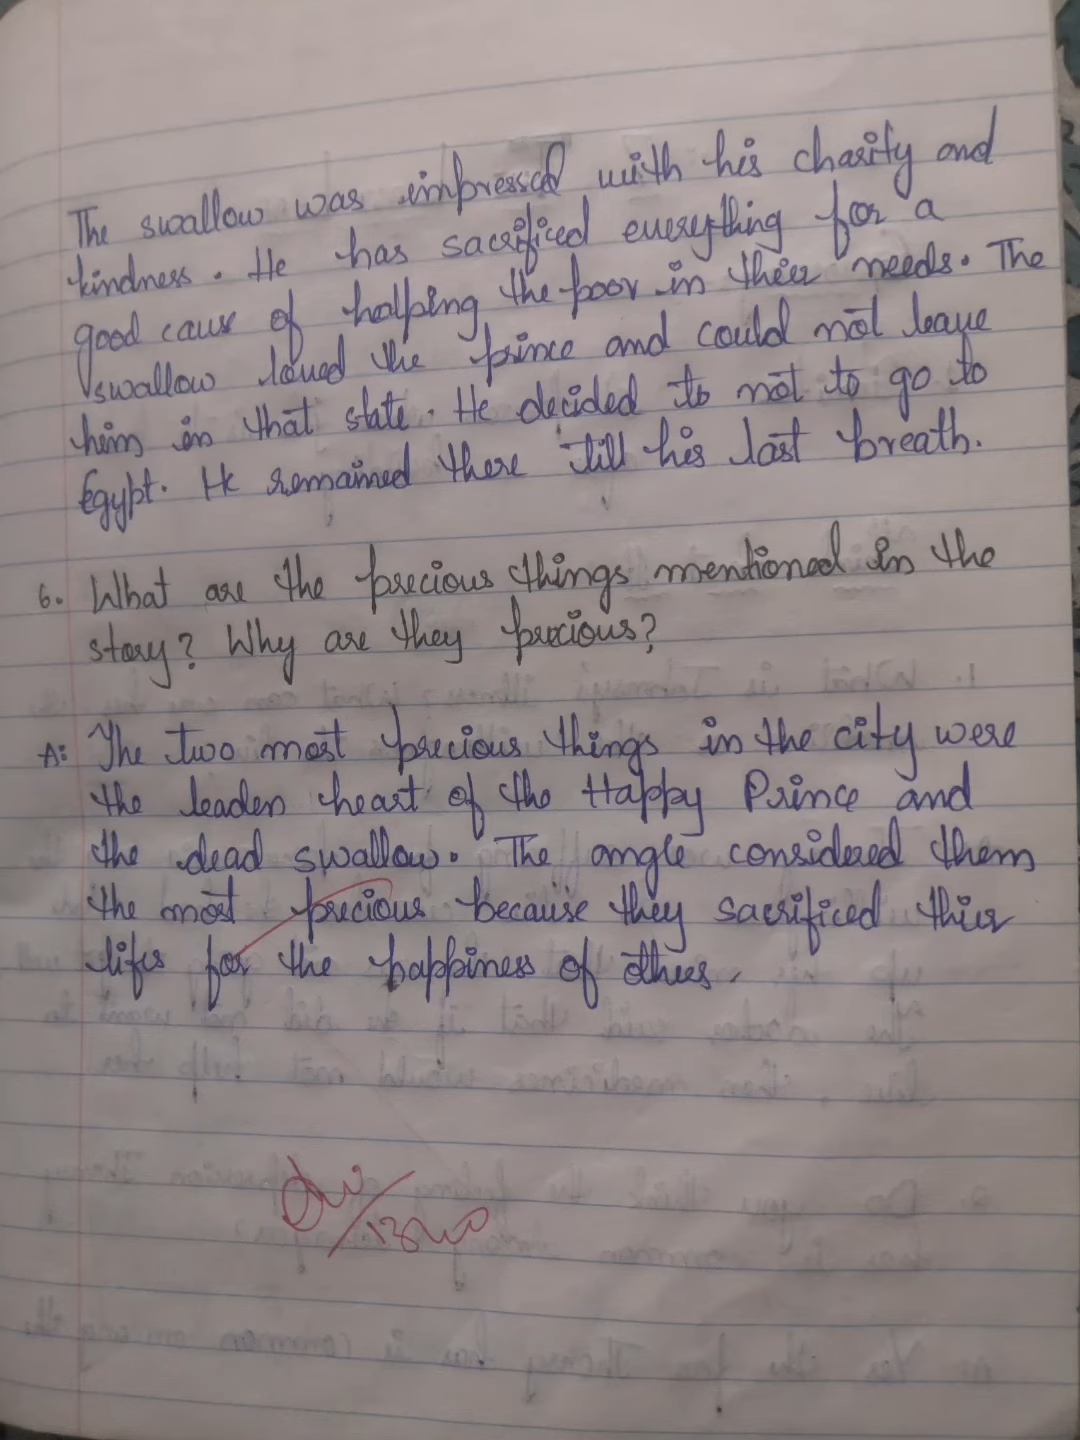 The swallow was impressed with his charity and
kindness. He has sacrificed everything for a
good caus of halping the poor in thier needs. The
swallow loved the prince and could not leave
him in that state. He decided to not to go to
Egypt. He remained there till his last breath.
6. What are the precious things mentioned in the
story? Why are they precious?
A: The two most precious things in the city were
the leaden heart of the Happy Prince and
the dead swallow. The angle considered them
the most precious because they sacrificed thier
lifes for the happiness of others.